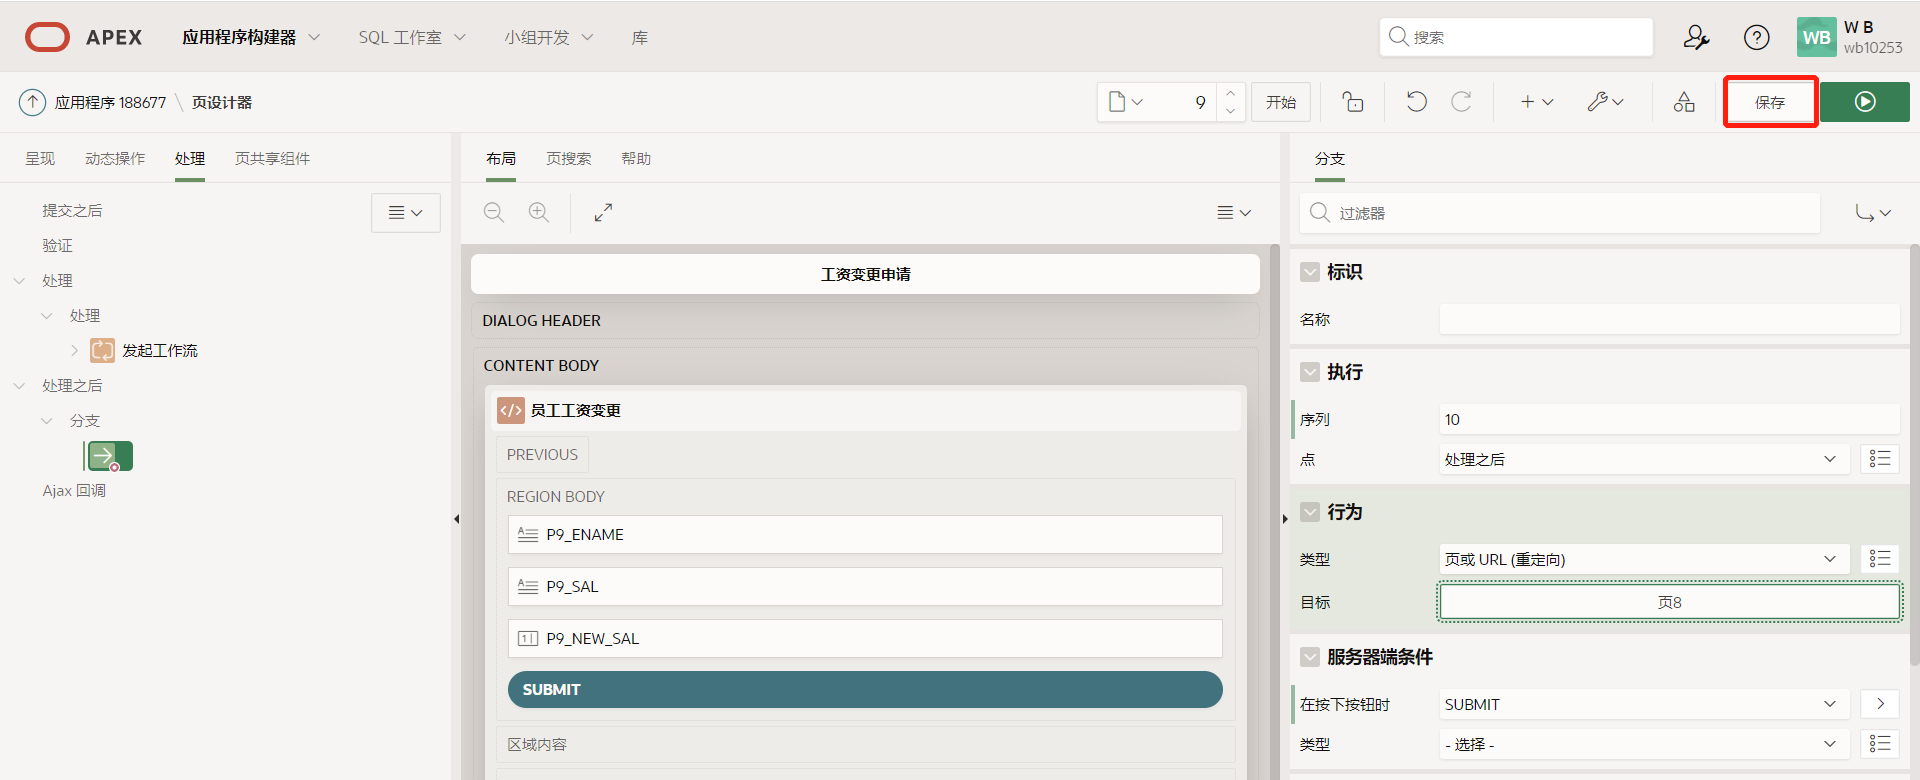 APEX 应用程序构建器 SQL 工作室 小组开发 库 搜索 WB W B
wb10253
应用程序 188677 \ 页设计器 9 开始 保存
呈现 动态操作 处理 页共享组件
提交之后
验证
处理
处理
发起工作流
处理之后
分支
Ajax 回调
布局 页搜索 帮助
工资变更申请
DIALOG HEADER
CONTENT BODY
员工工资变更
PREVIOUS
REGION BODY
P9_ENAME
P9_SAL
P9_NEW_SAL
SUBMIT
区域内容
分支
过滤器
标识
名称
执行
序列 10
点 处理之后
行为
类型 页或 URL (重定向)
目标 页8
服务器端条件
在按下按钮时 SUBMIT
类型 - 选择 -